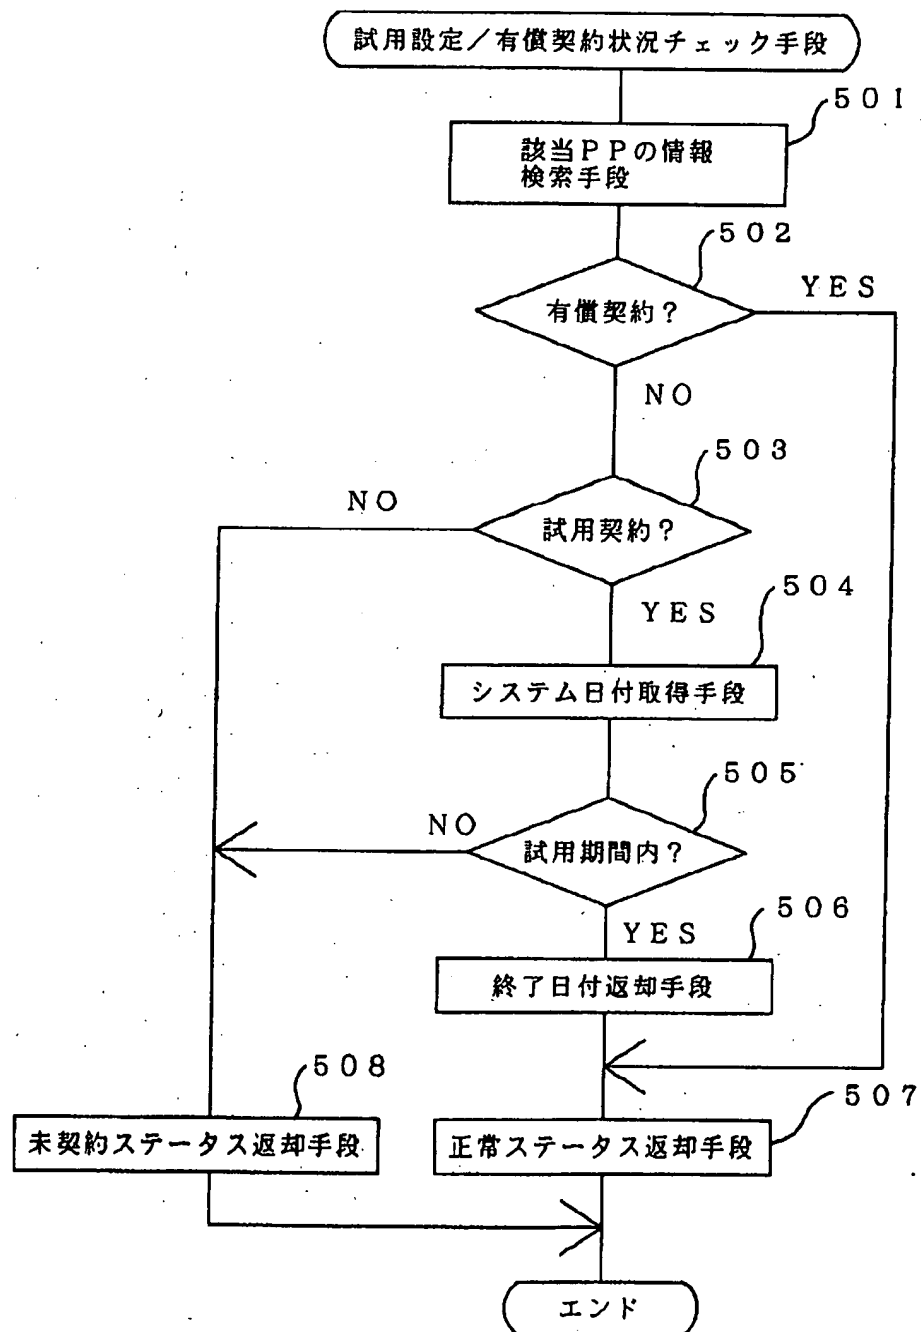 試用設定／有償契約状況チェック手段
501
該当ＰＰの情報
検索手段
502
有償契約？
YES
NO
503
試用契約？
NO
YES
504
システム日付取得手段
505
試用期間内？
NO
YES
506
終了日付返却手段
508
未契約ステータス返却手段
507
正常ステータス返却手段
エンド